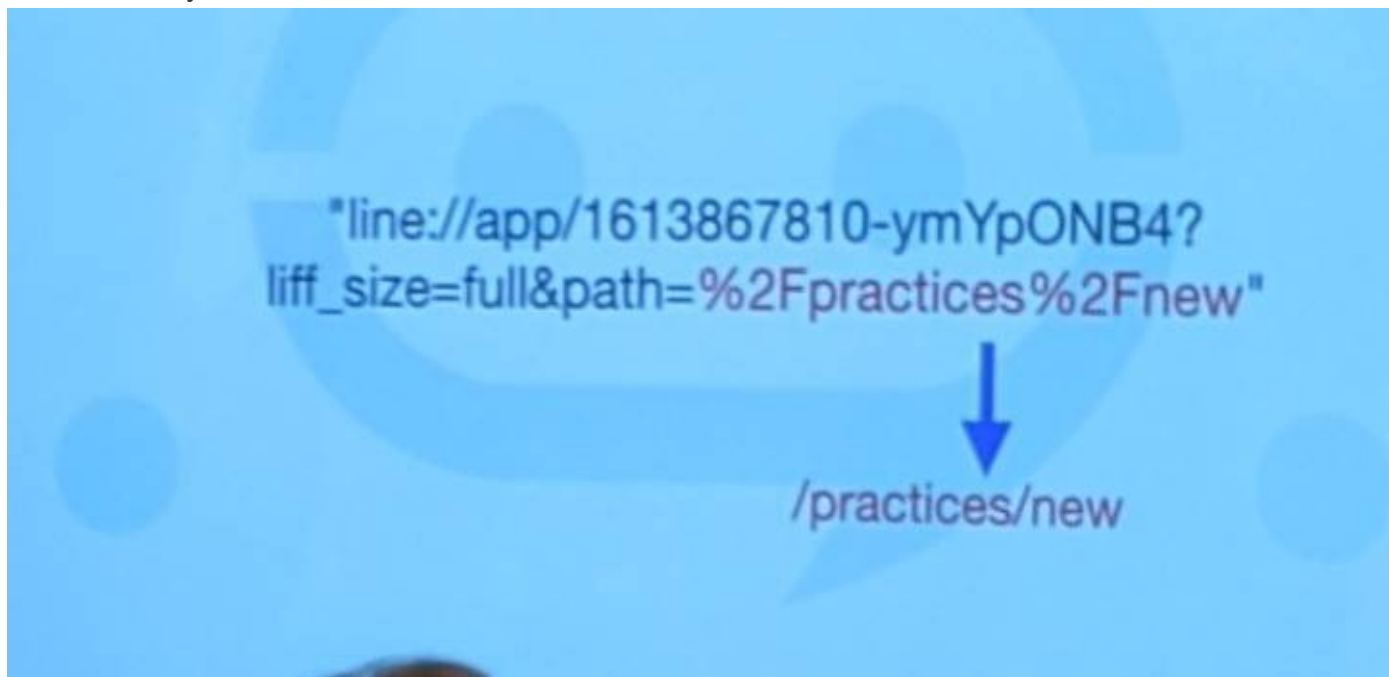 "line://app/1613867810-ymYpONB4?
liff_size=full&path=%2Fpractices%2Fnew"
/practices/new